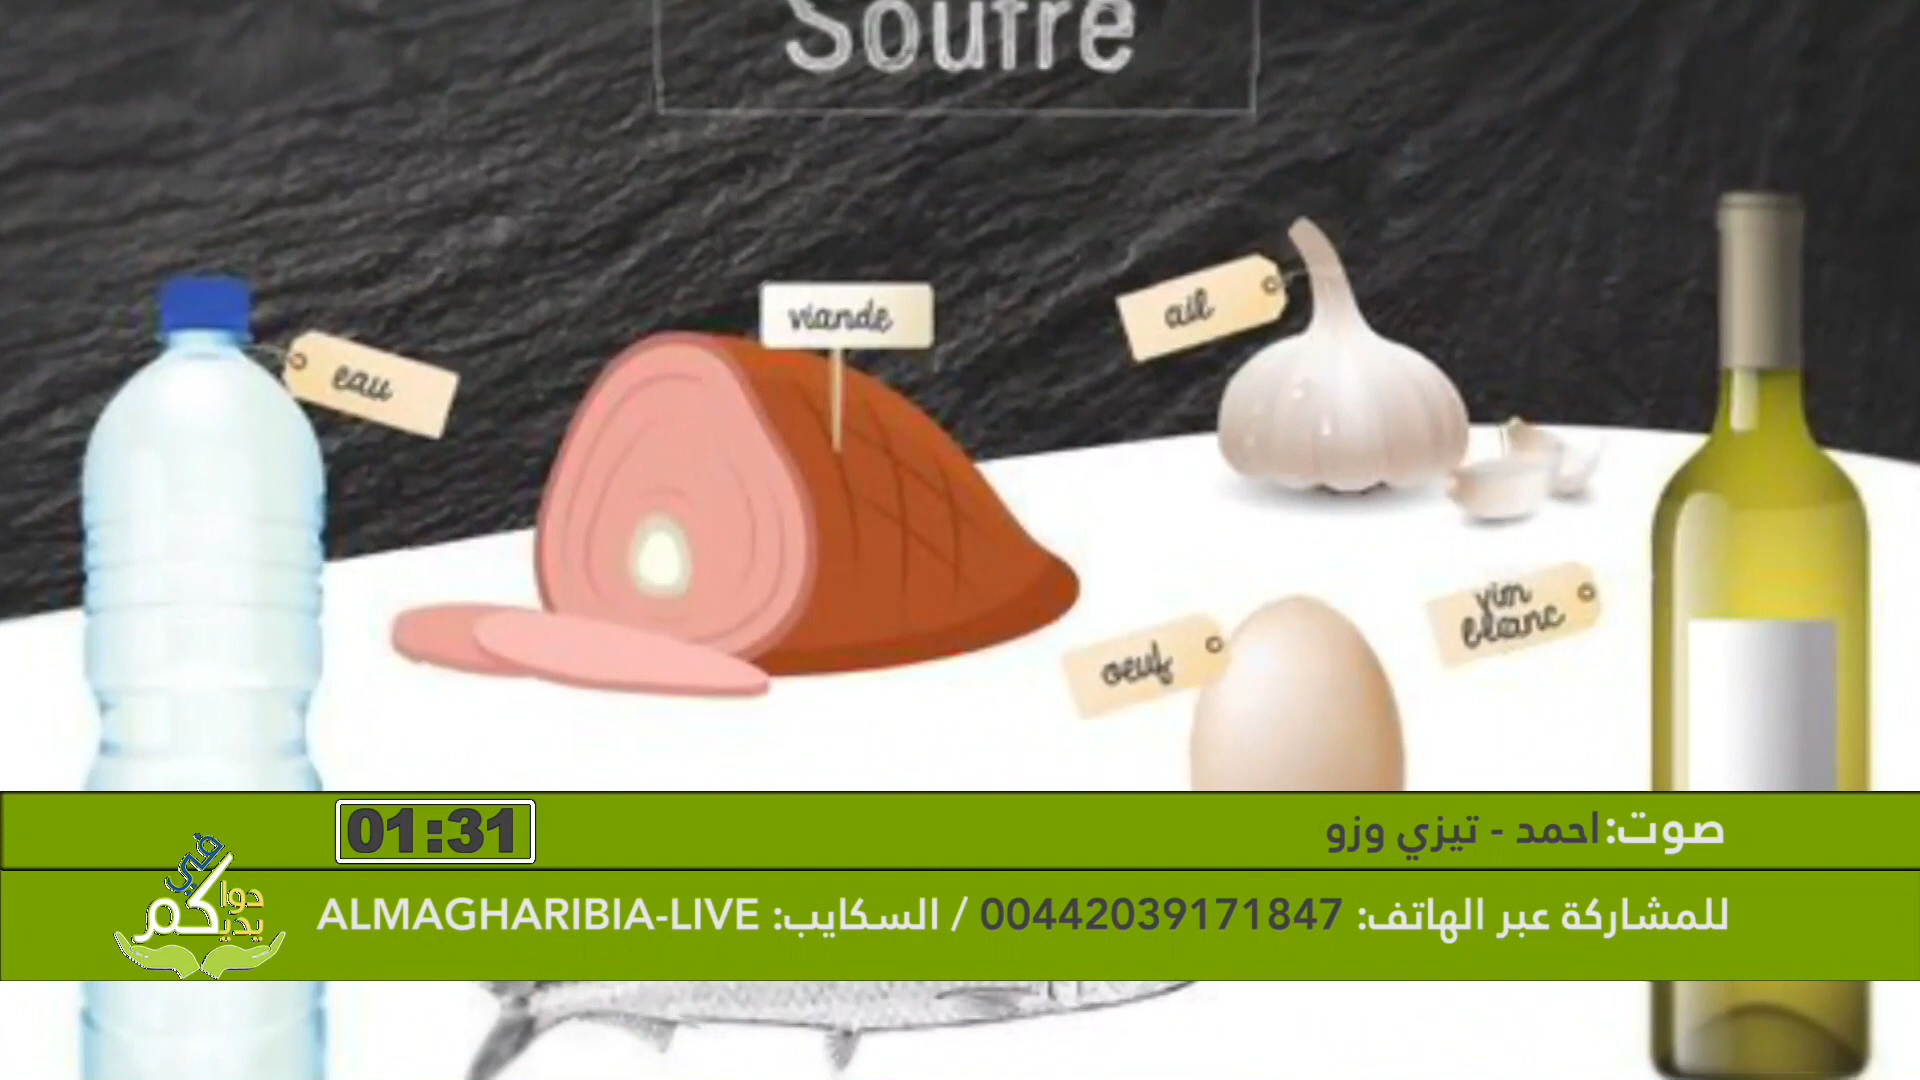 Soufre
viande
ail
eau
vin
blanc
oeuf
01:31
صوت: احمد - تيزي وزو
في
دوا
يديكم
للمشاركة عبر الهاتف: 00442039171847 / السكايب: ALMAGHARIBIA-LIVE